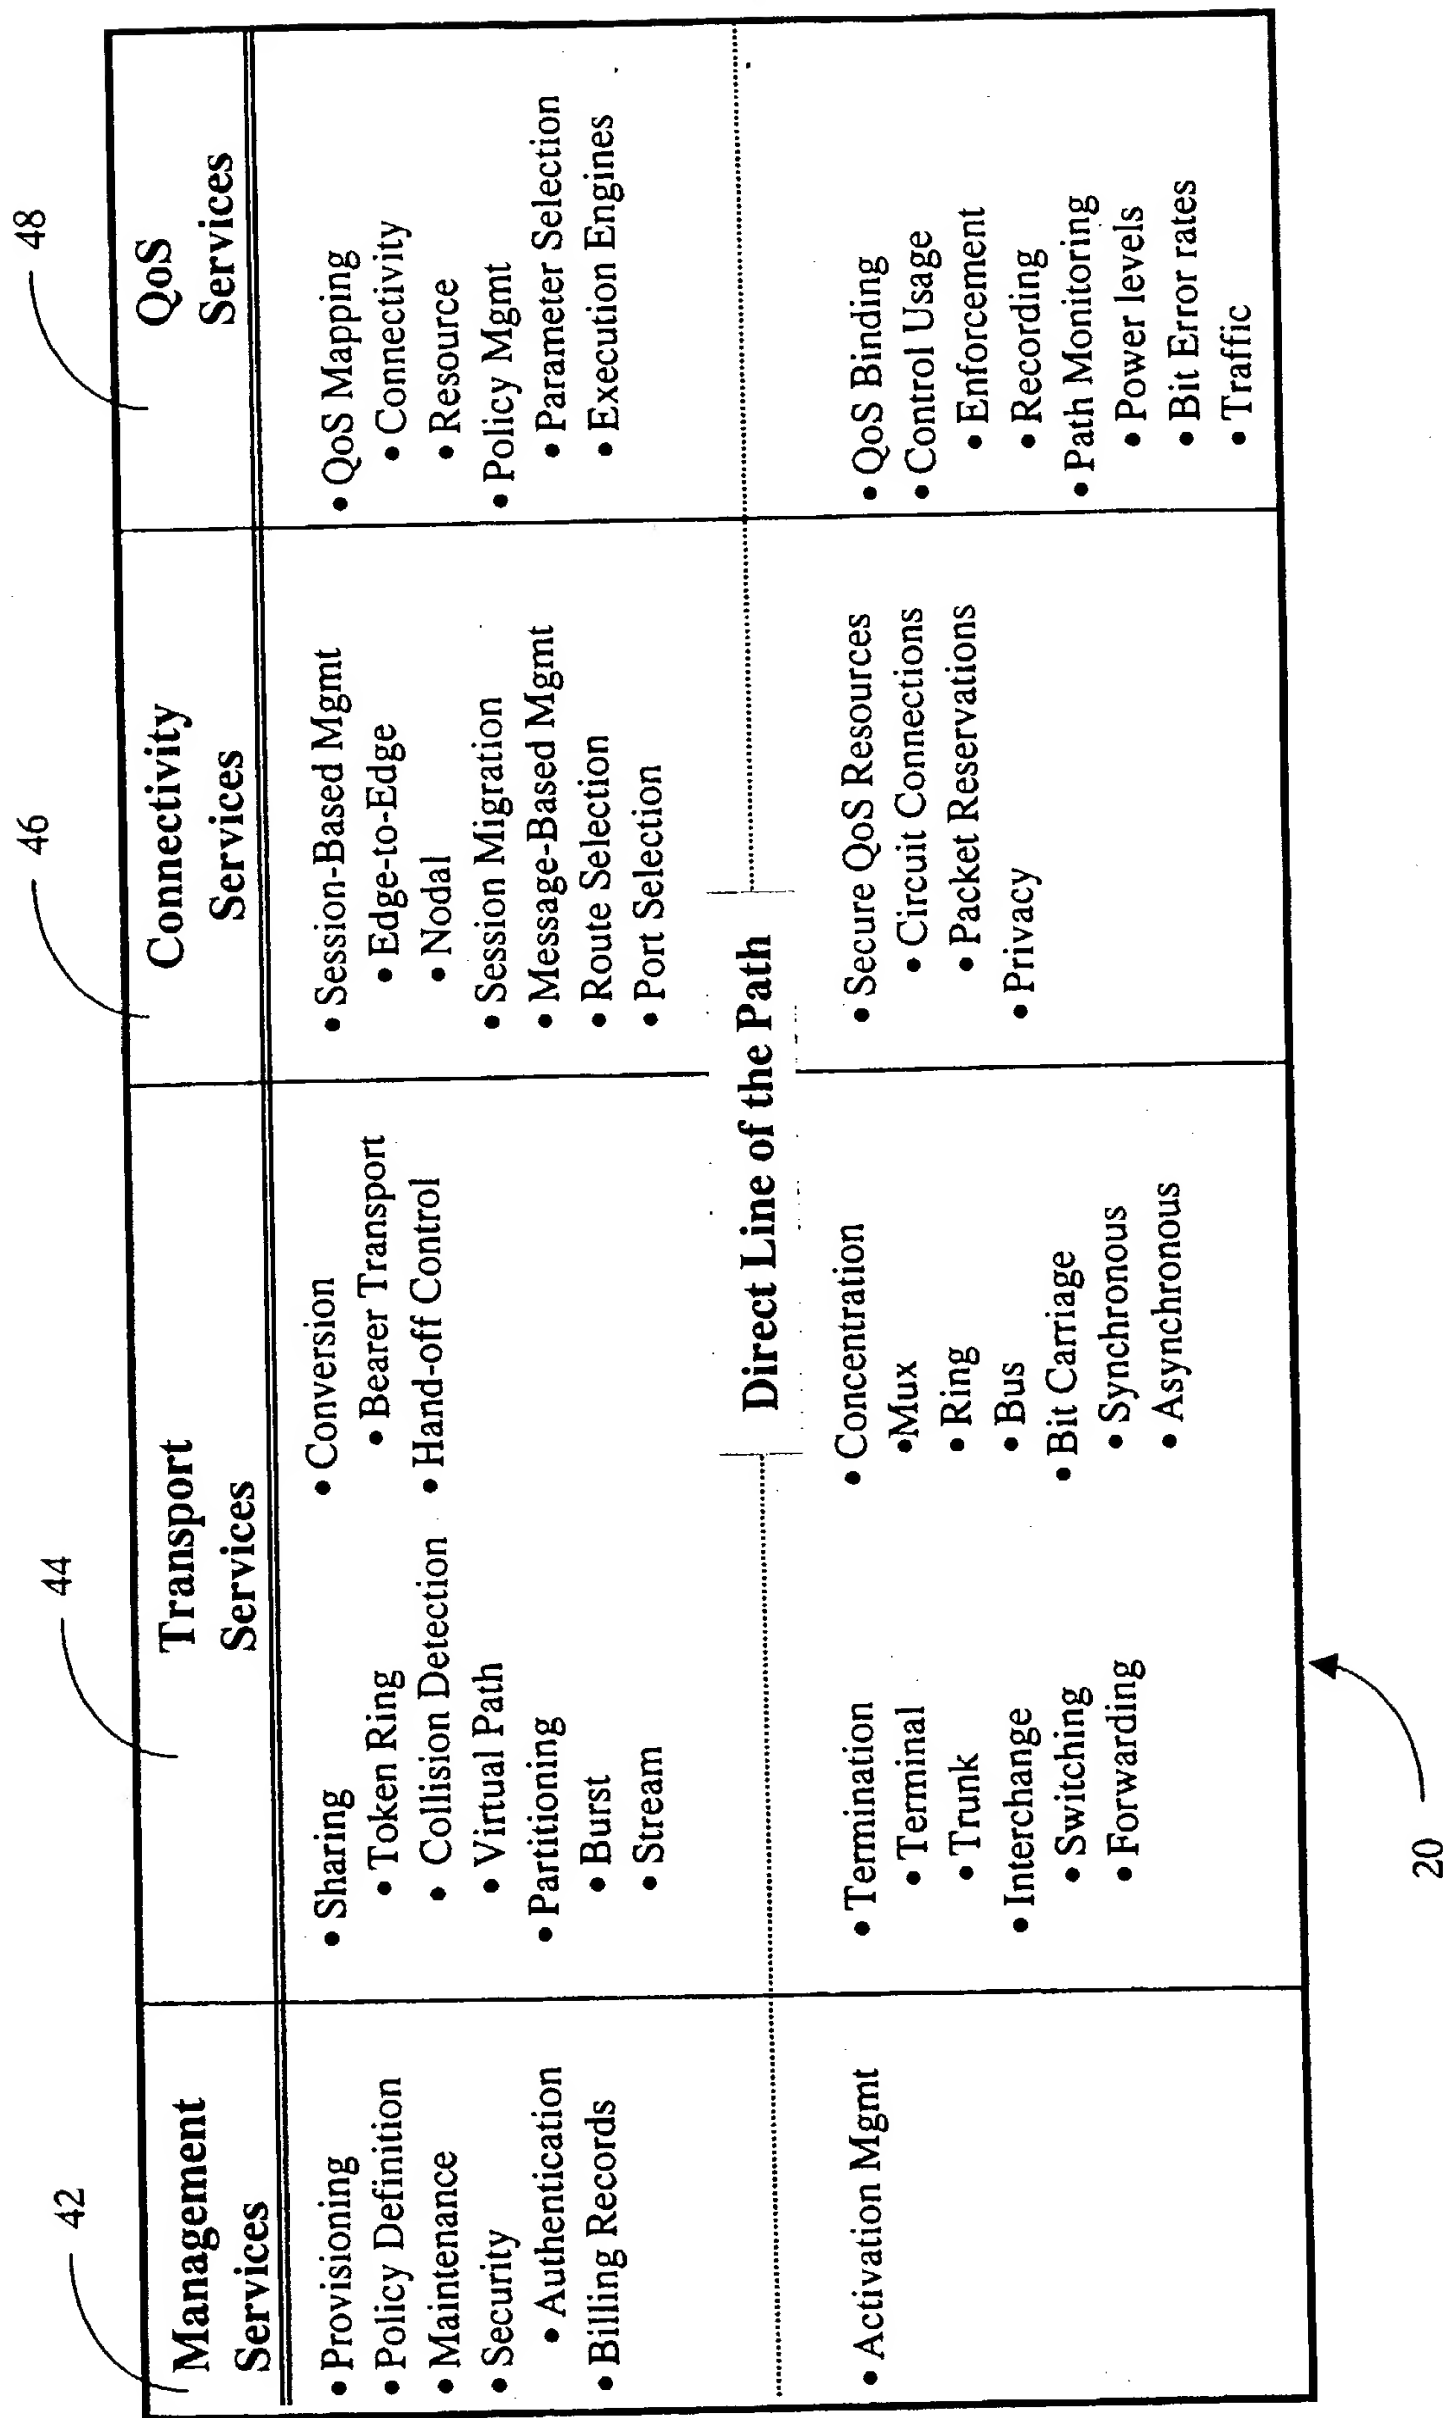 42
44
46
48
Management
Services
Transport
Services
Connectivity
Services
QoS
Services
• Provisioning
• Policy Definition
• Maintenance
• Security
• Authentication
• Billing Records
• Sharing
• Token Ring
• Collision Detection
• Virtual Path
• Partitioning
• Burst
• Stream
• Conversion
• Bearer Transport
• Hand-off Control
• Session-Based Mgmt
• Edge-to-Edge
• Nodal
• Session Migration
• Message-Based Mgmt
• Route Selection
• Port Selection
• QoS Mapping
• Connectivity
• Resource
• Policy Mgmt
• Parameter Selection
• Execution Engines
Direct Line of the Path
• Activation Mgmt
• Termination
• Terminal
• Trunk
• Interchange
• Switching
• Forwarding
• Concentration
•Mux
• Ring
• Bus
• Bit Carriage
• Synchronous
• Asynchronous
• Secure QoS Resources
• Circuit Connections
• Packet Reservations
• Privacy
• QoS Binding
• Control Usage
• Enforcement
• Recording
• Path Monitoring
• Power levels
• Bit Error rates
• Traffic
20